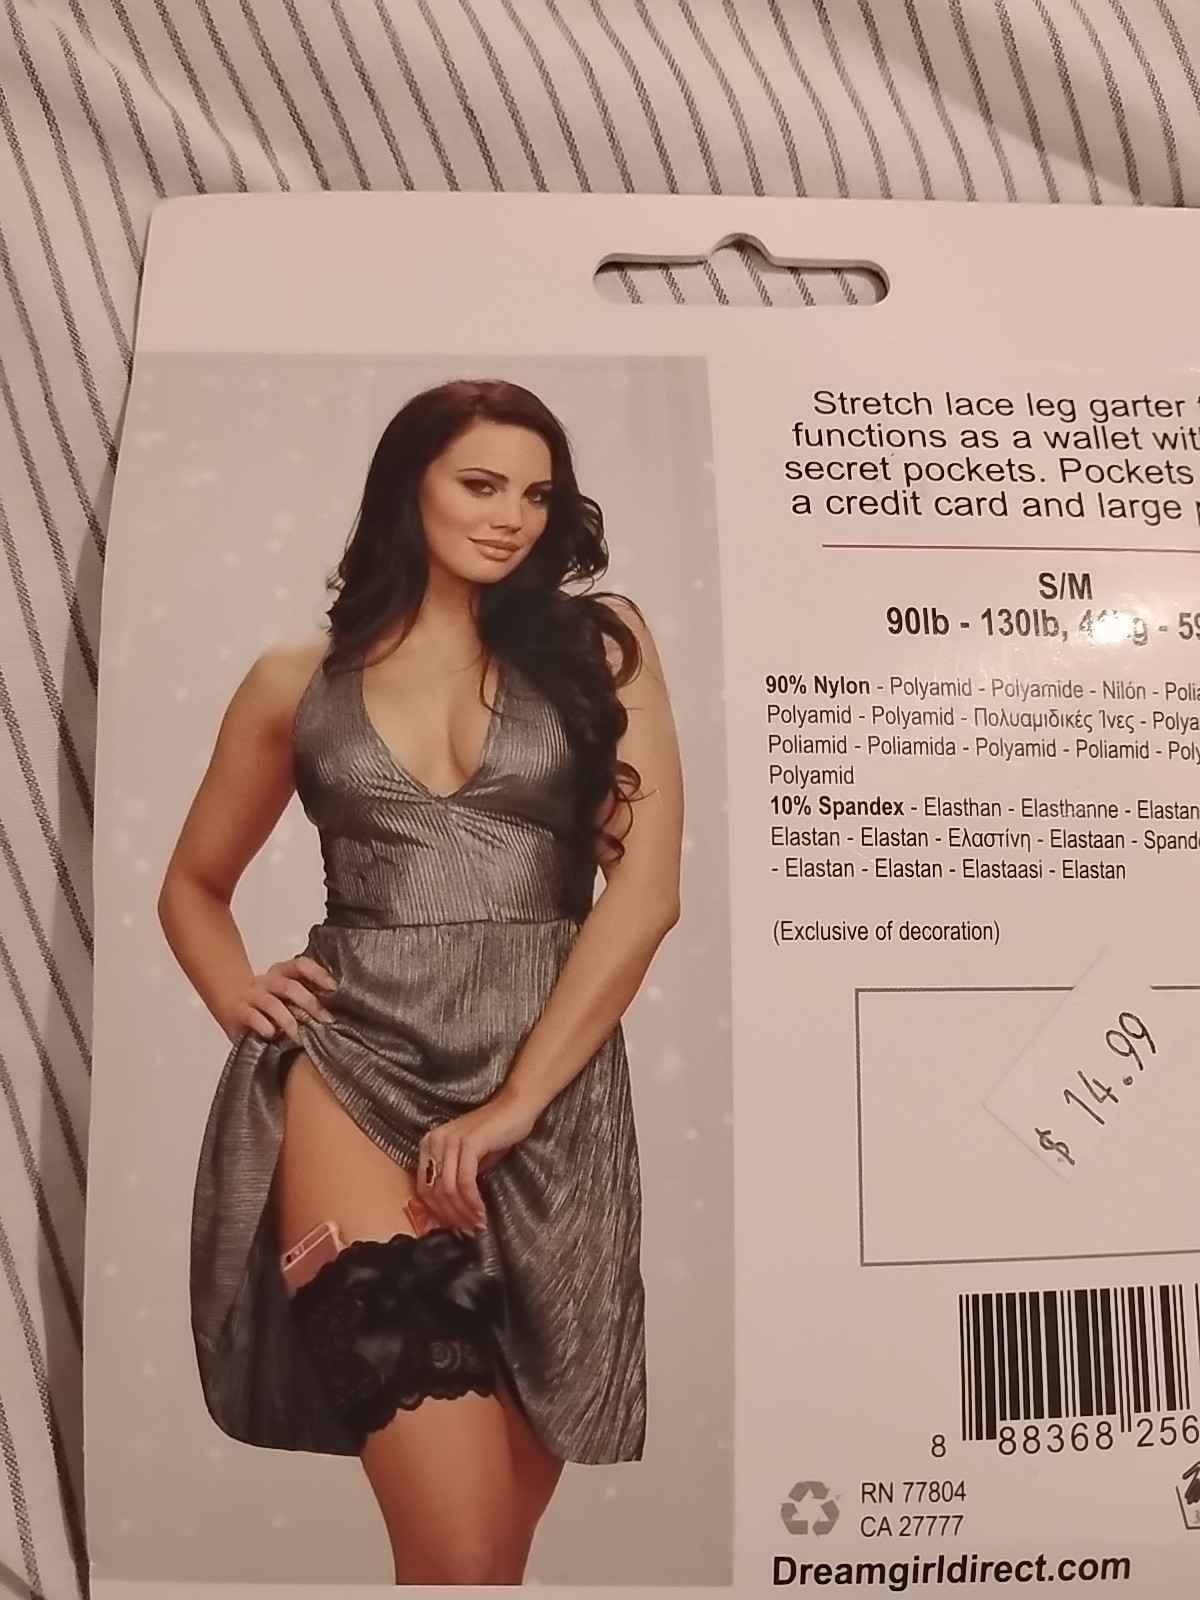 Stretch lace leg garter
functions as a wallet
secret pockets. Pockets
a credit card and large
S/M
90lb - 130lb,
90% Nylon - Polyamid - Polyamide - Nilón -
Polyamid - Polyamid - Πολυαμιδικές Ίνες -
Poliamid - Poliamida - Polyamid - Poliamid -
Polyamid
10% Spandex - Elasthan - Elasthanne - Elastan
Elastan - Elastan - Ελαστίνη - Elastaan -
- Elastan - Elastan - Elastaasi - Elastan
(Exclusive of decoration)
$ 14.99
8 88368 256
RN 77804
CA 27777
Dreamgirldirect.com